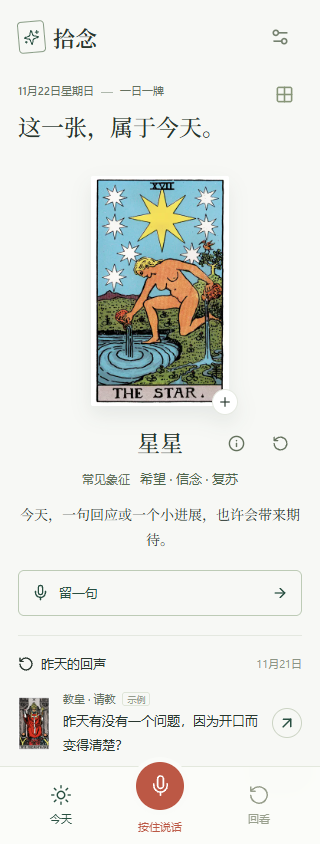 拾念
11月22日星期日 — 一日一牌
这一张，属于今天。
XVII
THE STAR.
星星
常见象征 希望 · 信念 · 复苏
今天，一句回应或一个小进展，也许会带来期
待。
留一句
昨天的回声 11月21日
教皇 · 请教 示例
昨天有没有一个问题，因为开口而
变得清楚？
今天
按住说话
回看